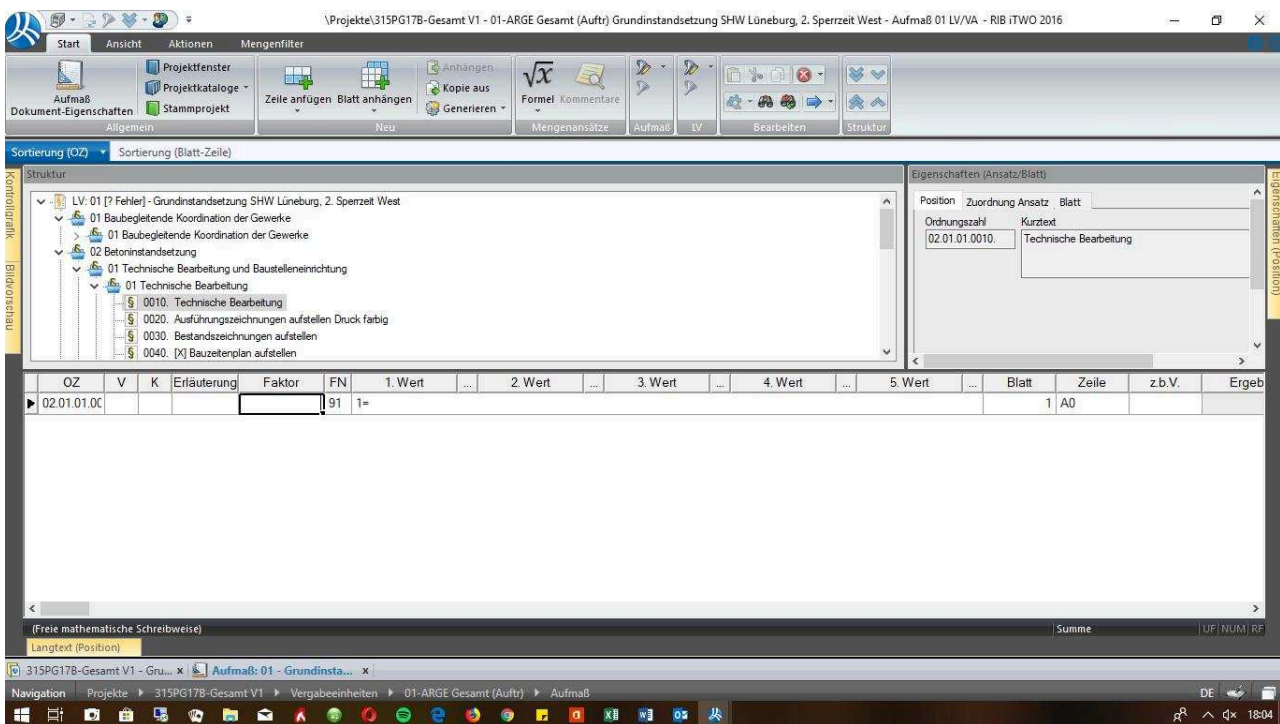 \Projekte\315PG17B-Gesamt V1 - 01-ARGE Gesamt (Auftr) Grundinstandsetzung SHW Lüneburg, 2. Sperrzeit West - Aufmaß 01 LV/VA - RIB iTWO 2016
Start Ansicht Aktionen Mengenfilter
Aufmaß
Dokument-Eigenschaften
Projektfenster
Projektkataloge
Stammprojekt
Allgemein
Zeile anfügen Blatt anhängen
Anhängen
Kopie aus
Generieren
Neu
√x
Formel Kommentare
Mengenansätze
Aufmaß
LV
Bearbeiten
Struktur
Sortierung (OZ) Sortierung (Blatt-Zeile)
Kontrollgrafik
Bildvorschau
Struktur
LV: 01 [? Fehler] - Grundinstandsetzung SHW Lüneburg, 2. Sperrzeit West
01 Baubegleitende Koordination der Gewerke
01 Baubegleitende Koordination der Gewerke
02 Betoninstandsetzung
01 Technische Bearbeitung und Baustelleneinrichtung
01 Technische Bearbeitung
§ 0010. Technische Bearbeitung
§ 0020. Ausführungszeichnungen aufstellen Druck farbig
§ 0030. Bestandszeichnungen aufstellen
§ 0040. [X] Bauzeitenplan aufstellen
Eigenschaften (Ansatz/Blatt)
Position Zuordnung Ansatz Blatt
Ordnungszahl Kurztext
02.01.01.0010. Technische Bearbeitung
Eigenschaften (Position)
OZ V K Erläuterung Faktor FN 1. Wert ... 2. Wert ... 3. Wert ... 4. Wert ... 5. Wert ... Blatt Zeile z.b.V. Ergeb
02.01.01.0C 91 1= 1 A0
(Freie mathematische Schreibweise) Summe UF NUM RF
Langtext (Position)
315PG17B-Gesamt V1 - Gru... x Aufmaß: 01 - Grundinsta... x
Navigation Projekte 315PG17B-Gesamt V1 Vergabeeinheiten 01-ARGE Gesamt (Auftr) Aufmaß DE
18:04